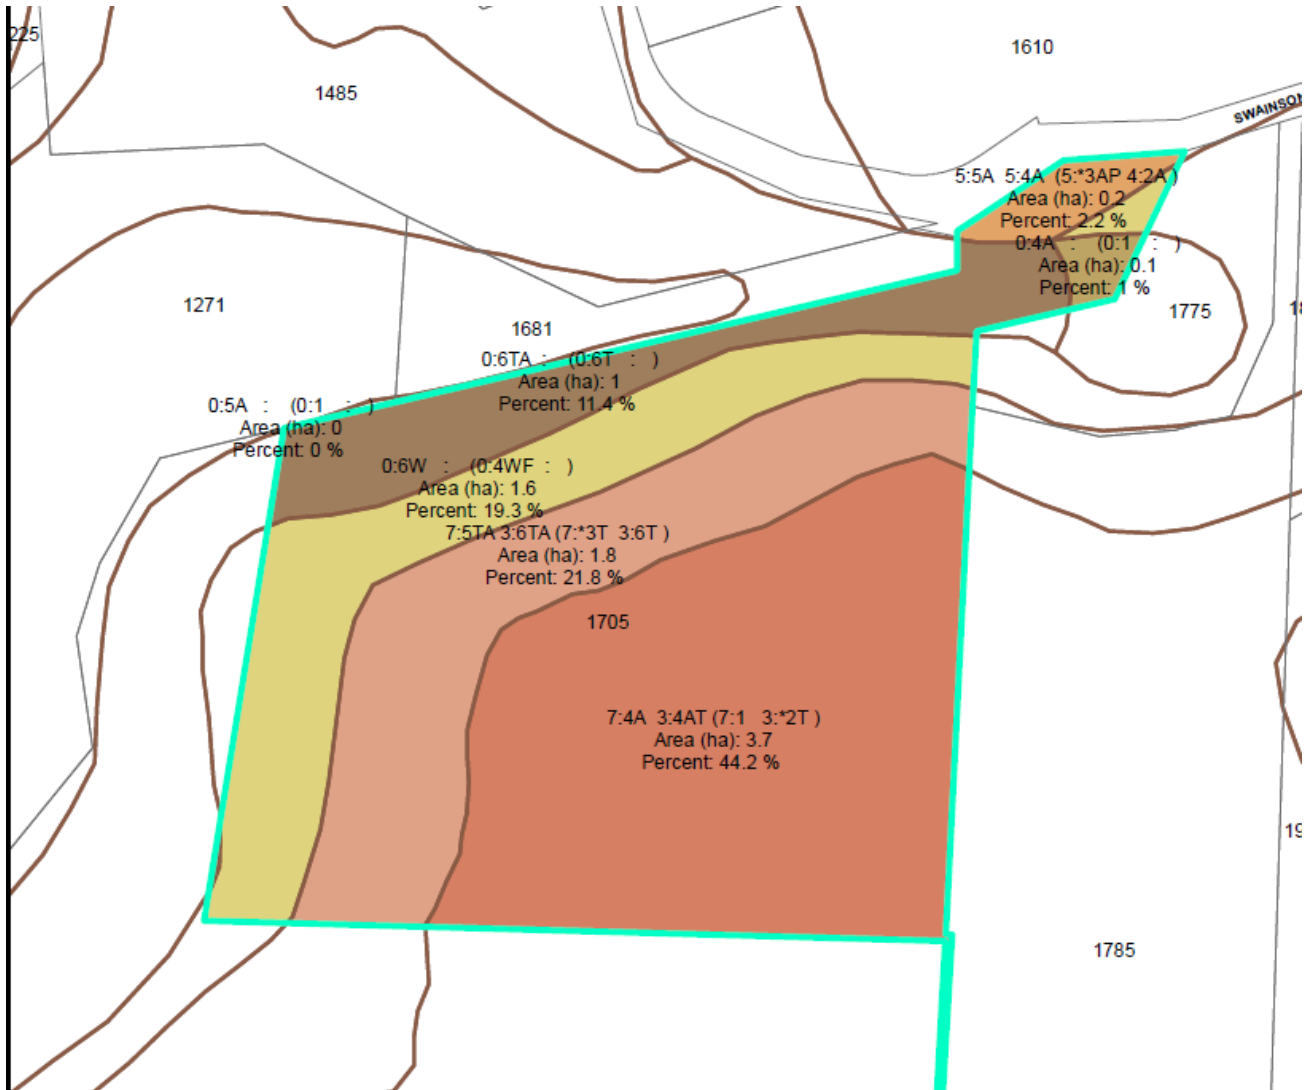 225
1610
1485
SWAINSON
5:5A 5:4A (5:*3AP 4:2A )
Area (ha): 0.2
Percent: 2.2 %
0:4A : (0:1 : )
Area (ha): 0.1
Percent: 1 %
1271
1775
1681
0:6TA : (0:6T : )
Area (ha): 1
Percent: 11.4 %
0:5A : (0:1 : )
Area (ha): 0
Percent: 0 %
0:6W : (0:4WF : )
Area (ha): 1.6
Percent: 19.3 %
7:5TA 3:6TA (7:*3T 3:6T )
Area (ha): 1.8
Percent: 21.8 %
1705
7:4A 3:4AT (7:1 3:*2T )
Area (ha): 3.7
Percent: 44.2 %
19
1785